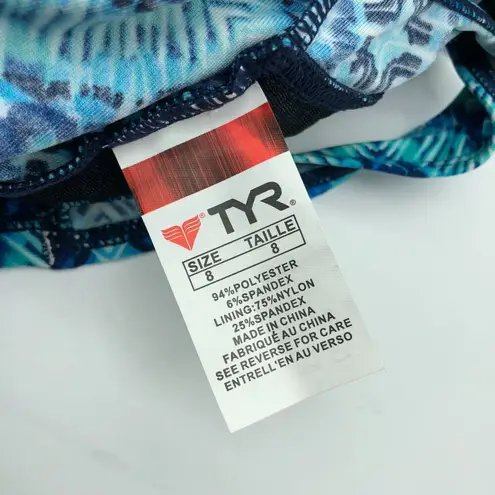 TYR®
SIZE TAILLE
8 8
94%POLYESTER
6%SPANDEX
LINING:75%NYLON
25%SPANDEX
MADE IN CHINA
FABRIQUÉ AU CHINA
SEE REVERSE FOR CARE
ENTRELL'EN AU VERSO